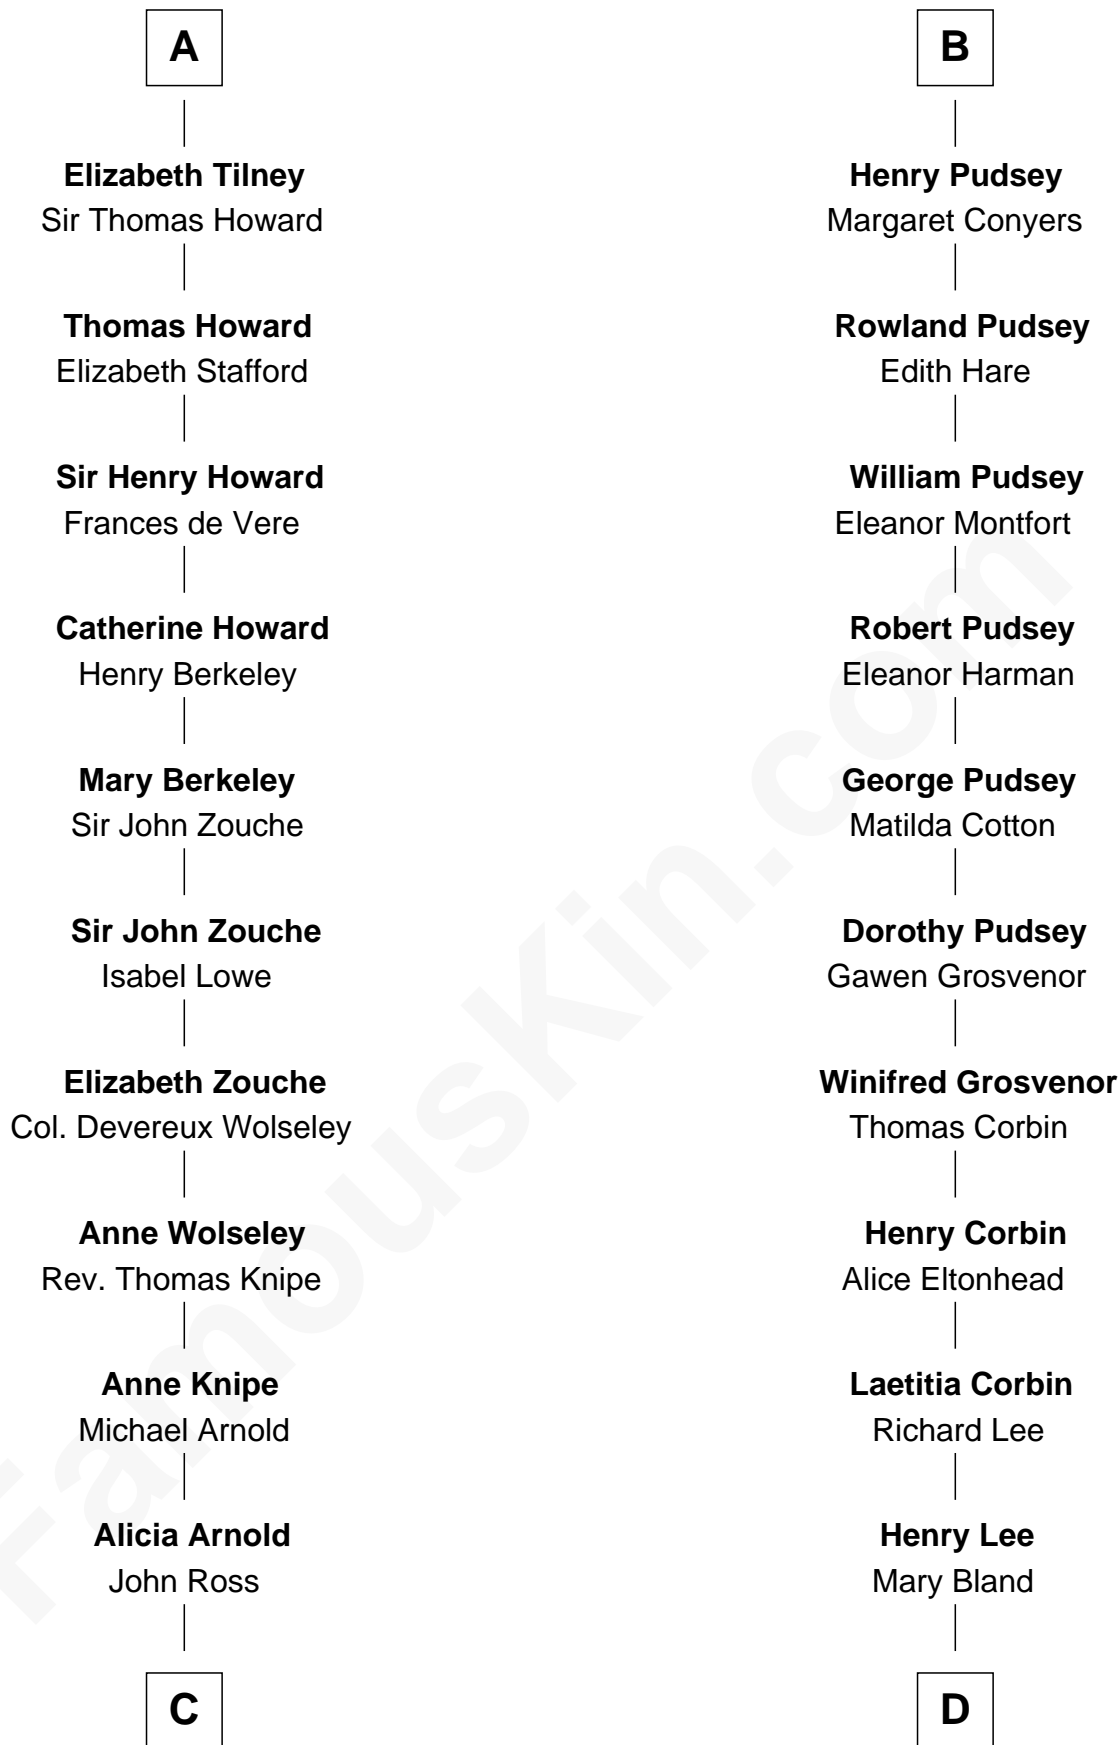 A
Elizabeth Tilney
Sir Thomas Howard
Thomas Howard
Elizabeth Stafford
Sir Henry Howard
Frances de Vere
Catherine Howard
Henry Berkeley
Mary Berkeley
Sir John Zouche
Sir John Zouche
Isabel Lowe
Elizabeth Zouche
Col. Devereux Wolseley
Anne Wolseley
Rev. Thomas Knipe
Anne Knipe
Michael Arnold
Alicia Arnold
John Ross
C
B
Henry Pudsey
Margaret Conyers
Rowland Pudsey
Edith Hare
William Pudsey
Eleanor Montfort
Robert Pudsey
Eleanor Harman
George Pudsey
Matilda Cotton
Dorothy Pudsey
Gawen Grosvenor
Winifred Grosvenor
Thomas Corbin
Henry Corbin
Alice Eltonhead
Laetitia Corbin
Richard Lee
Henry Lee
Mary Bland
D
FamousKin.com